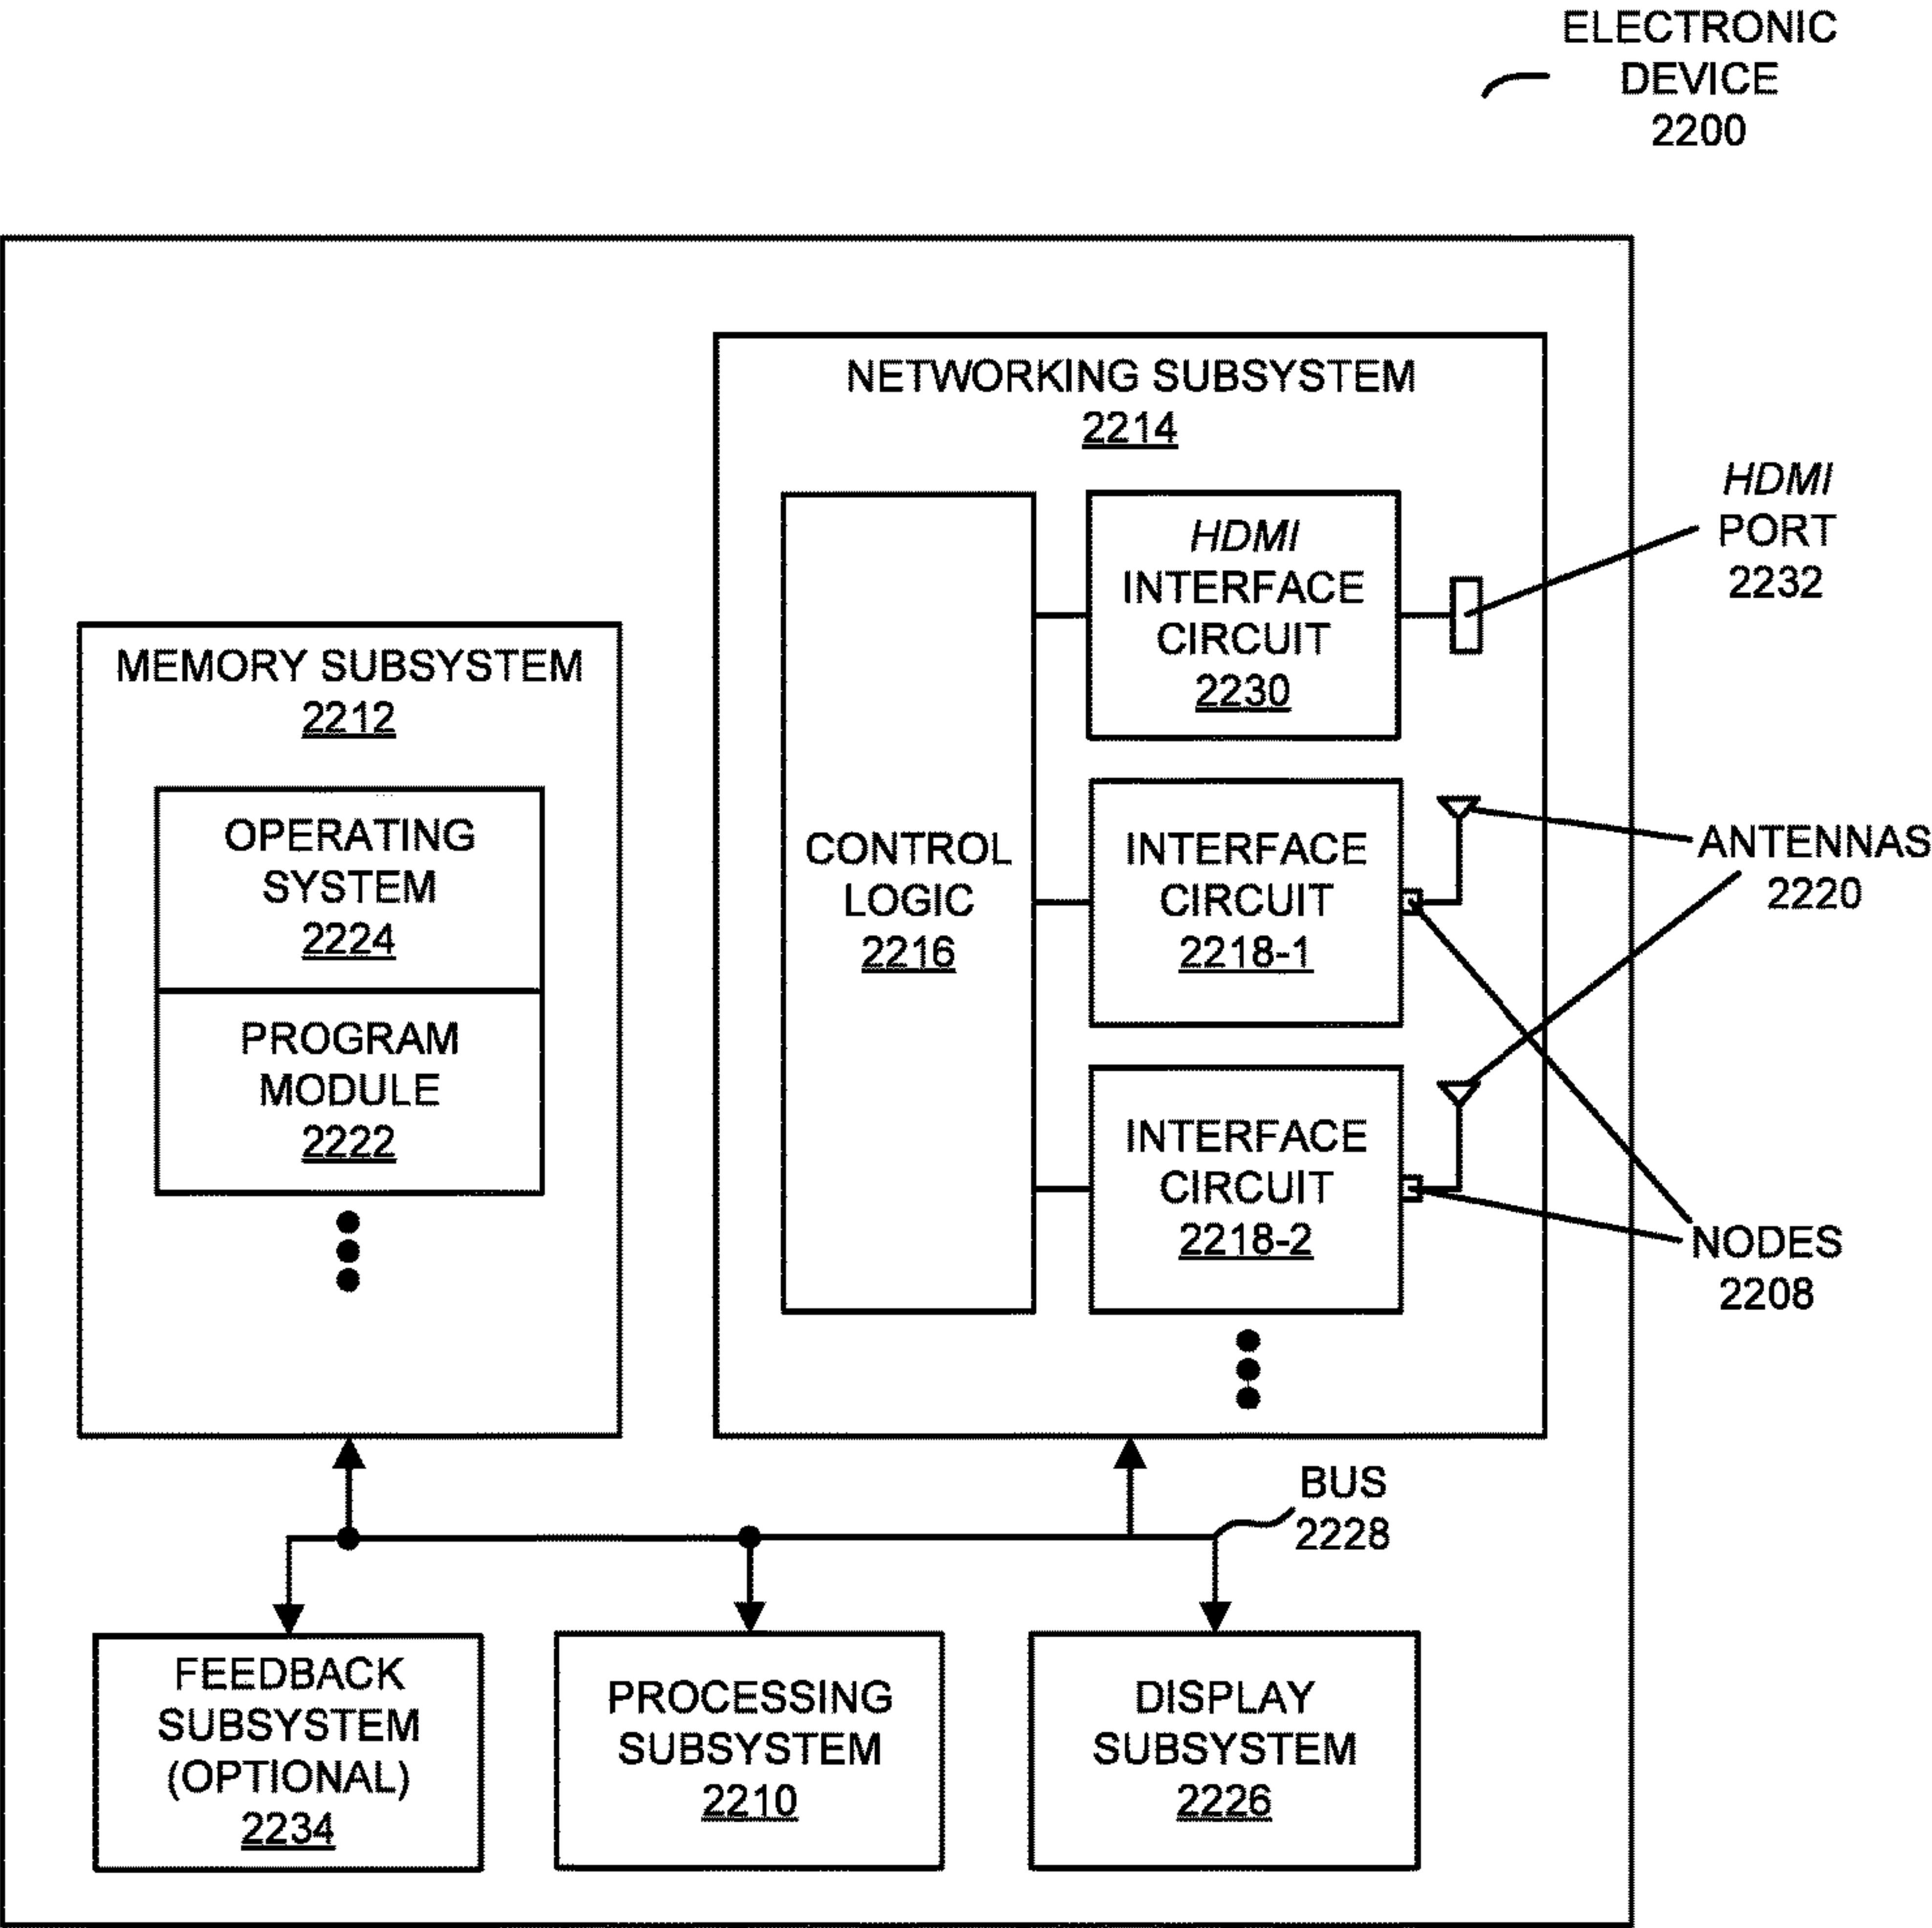 ELECTRONIC
DEVICE
2200
NETWORKING SUBSYSTEM
2214
HDMI
INTERFACE
CIRCUIT
2230
HDMI
PORT
2232
MEMORY SUBSYSTEM
2212
OPERATING
SYSTEM
2224
PROGRAM
MODULE
2222
CONTROL
LOGIC
2216
INTERFACE
CIRCUIT
2218-1
ANTENNAS
2220
INTERFACE
CIRCUIT
2218-2
NODES
2208
BUS
2228
FEEDBACK
SUBSYSTEM
(OPTIONAL)
2234
PROCESSING
SUBSYSTEM
2210
DISPLAY
SUBSYSTEM
2226